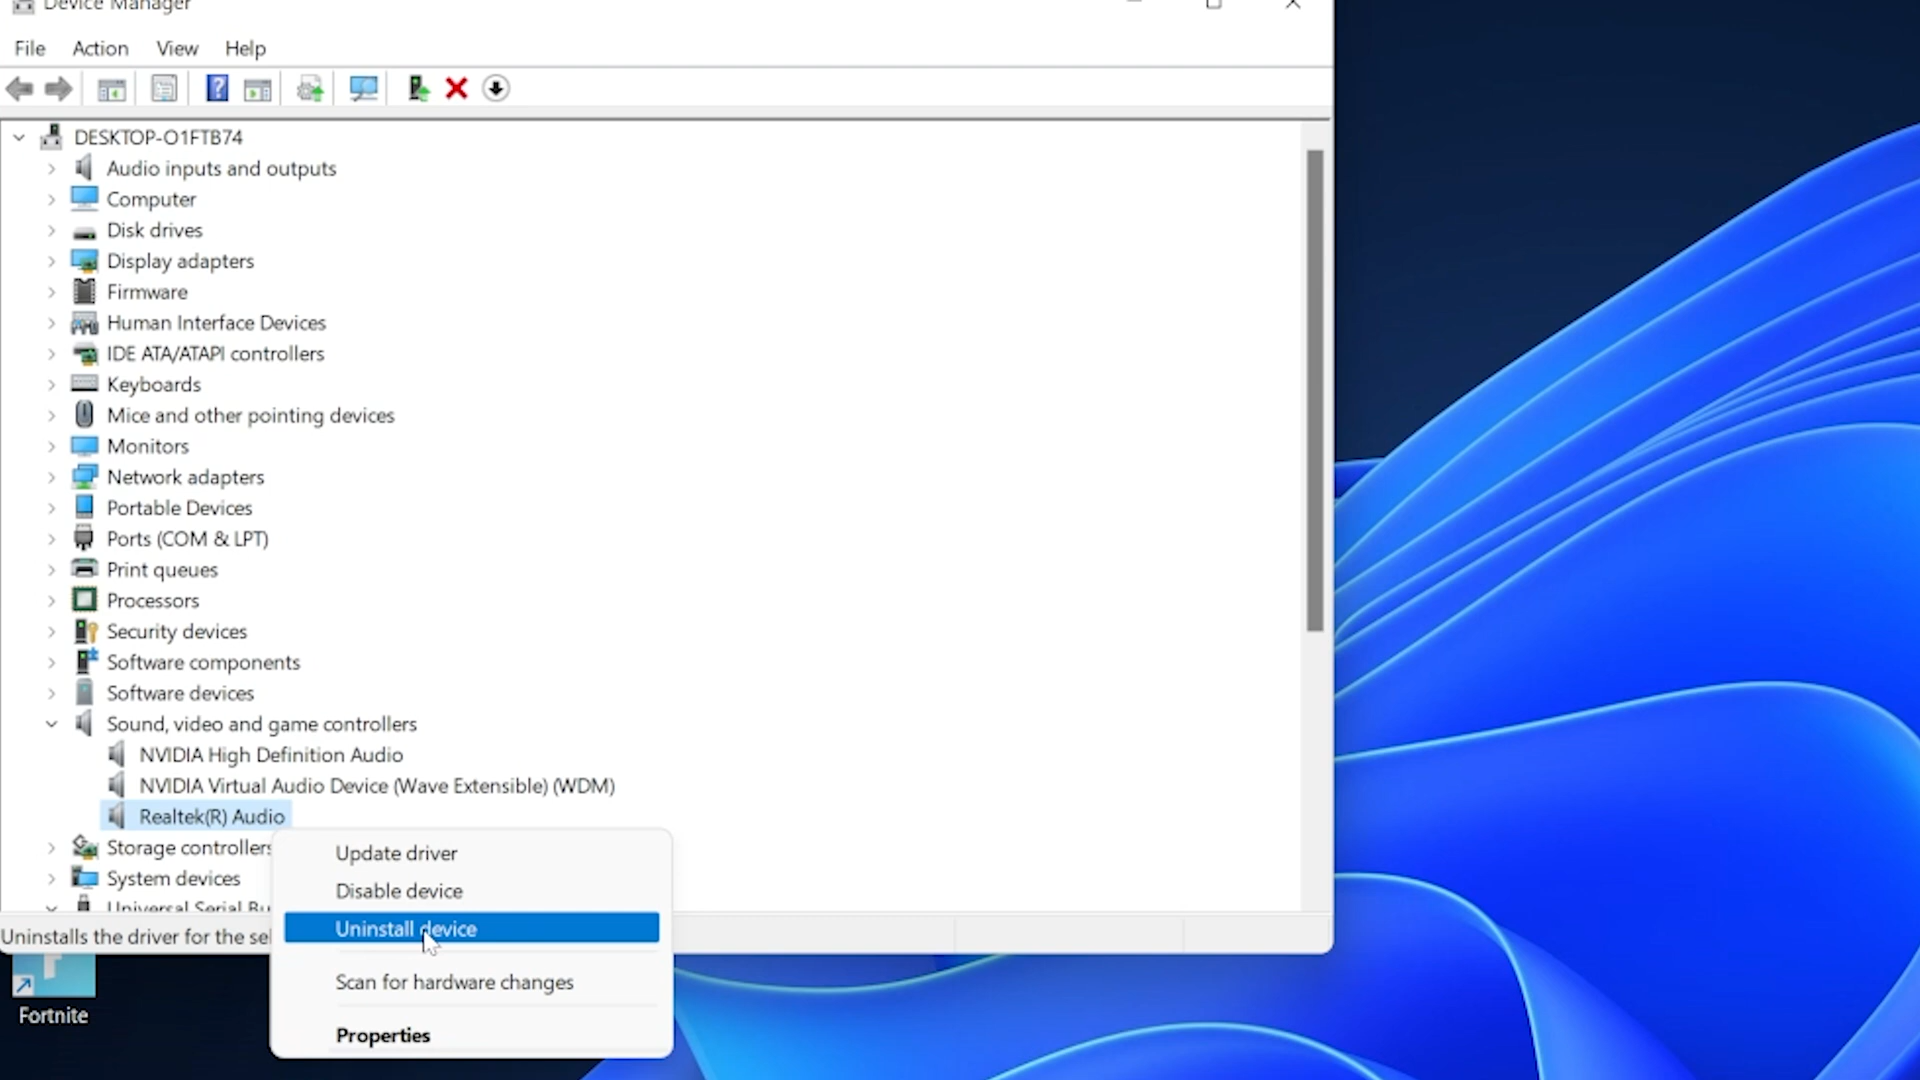 Device Manager
File Action View Help
DESKTOP-O1FTB74
Audio inputs and outputs
Computer
Disk drives
Display adapters
Firmware
Human Interface Devices
IDE ATA/ATAPI controllers
Keyboards
Mice and other pointing devices
Monitors
Network adapters
Portable Devices
Ports (COM & LPT)
Print queues
Processors
Security devices
Software components
Software devices
Sound, video and game controllers
NVIDIA High Definition Audio
NVIDIA Virtual Audio Device (Wave Extensible) (WDM)
Realtek(R) Audio
Storage controllers
System devices
Universal Serial Bu
Update driver
Disable device
Uninstall device
Scan for hardware changes
Properties
Uninstalls the driver for the sel
Fortnite